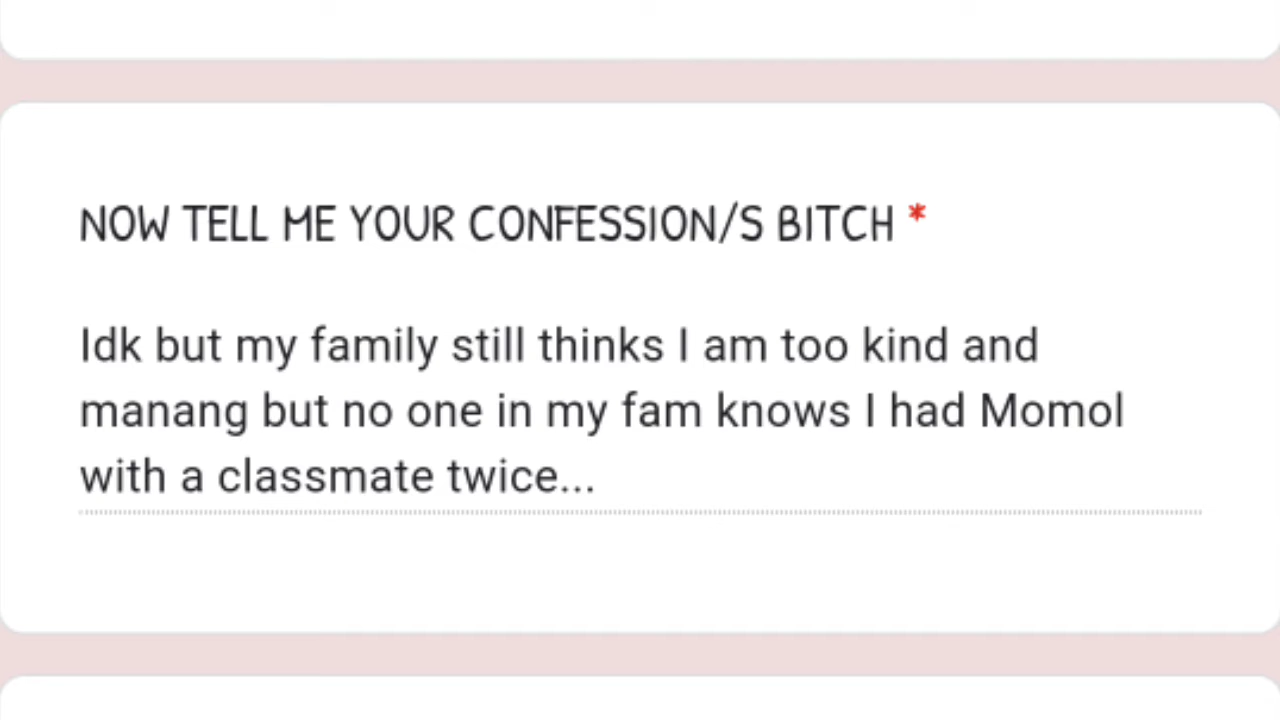 NOW TELL ME YOUR CONFESSION/S BITCH *
Idk but my family still thinks I am too kind and
manang but no one in my fam knows I had Momol
with a classmate twice...